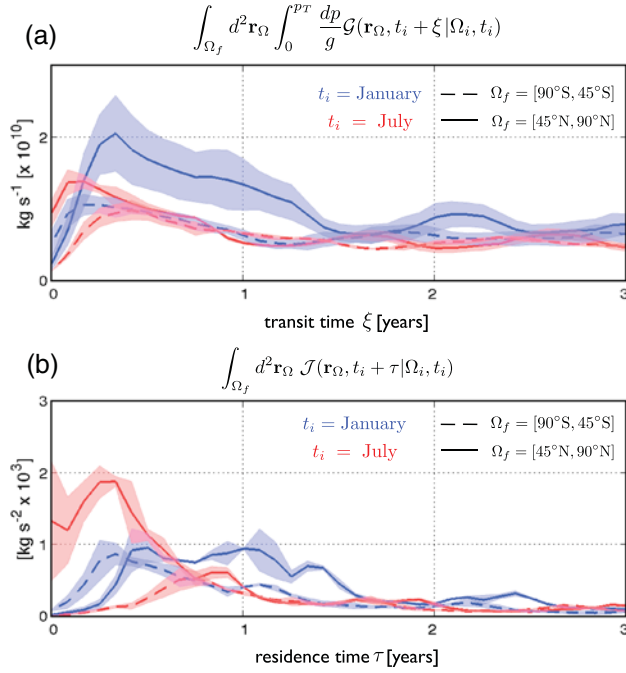 (a)
∫_{Ω_f} d²r_Ω ∫_0^{p_T} dp/g 𝒢(r_Ω, t_i + ξ|Ω_i, t_i)
t_i = January -- Ω_f = [90°S, 45°S]
t_i = July — Ω_f = [45°N, 90°N]
kg s⁻¹ [x 10¹⁰]
2
1
0
0 1 2 3
transit time ξ [years]
(b)
∫_{Ω_f} d²r_Ω 𝒥(r_Ω, t_i + τ|Ω_i, t_i)
t_i = January -- Ω_f = [90°S, 45°S]
t_i = July — Ω_f = [45°N, 90°N]
[kg s⁻² x 10³]
3
2
1
0
0 1 2 3
residence time τ [years]